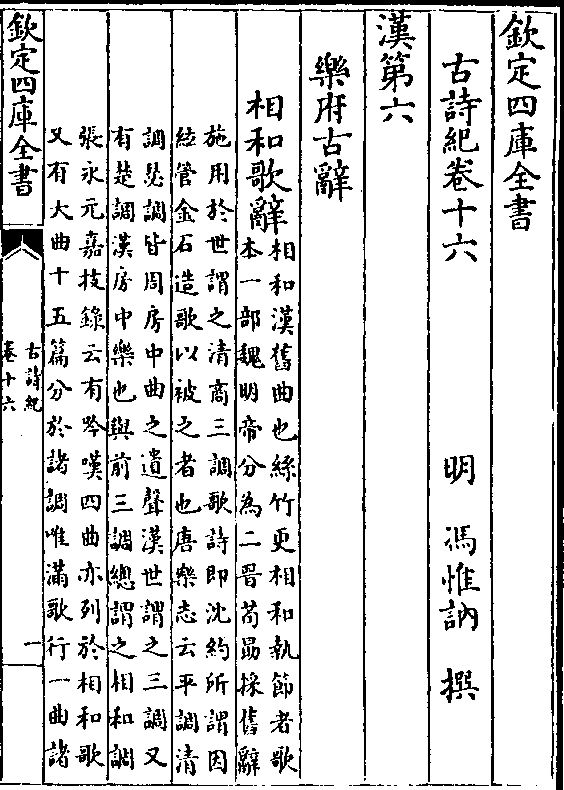 欽定四庫全書
古詩紀卷十六
明 馮惟訥 撰
漢第六
樂府古辭
相和歌辭
相和漢舊曲也絲竹更相和執節者歌
本一部魏明帝分為二晉荀勗採舊辭
施用於世謂之清商三調歌詩即沈約所謂因
絃管金石造歌以被之者也唐樂志云平調清
調瑟調皆周房中曲之遺聲漢世謂之三調又
有楚調漢房中樂也與前三調總謂之相和調
張永元嘉技錄云有吟嘆四曲亦列於相和歌
又有大曲十五篇分於諸調唯滿歌行一曲諸
欽定四庫全書
古詩紀
卷十六
一